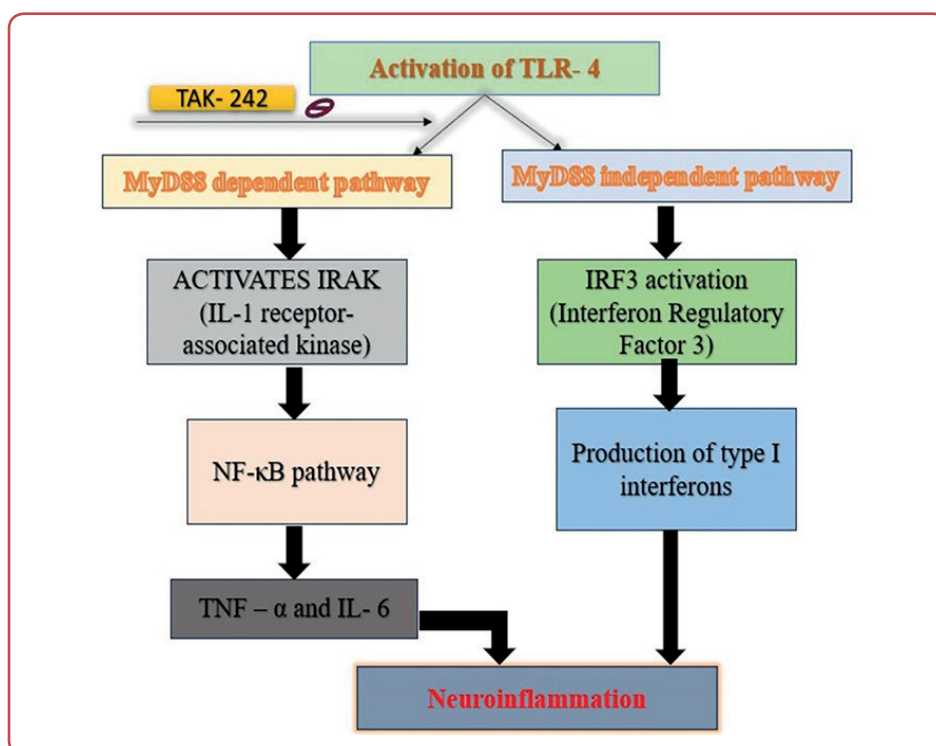 Activation of TLR- 4
TAK- 242
MyD88 dependent pathway
MyD88 independent pathway
ACTIVATES IRAK
(IL-1 receptor-
associated kinase)
IRF3 activation
(Interferon Regulatory
Factor 3)
NF-κB pathway
Production of type I
interferons
TNF – α and IL- 6
Neuroinflammation